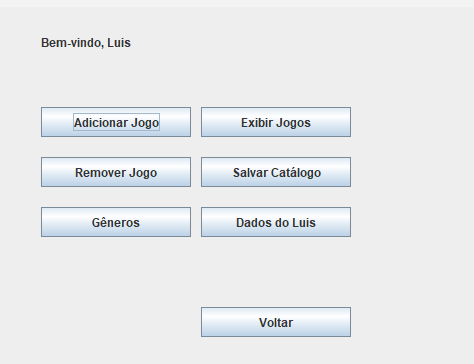 Bem-vindo, Luis
Adicionar Jogo
Exibir Jogos
Remover Jogo
Salvar Catálogo
Gêneros
Dados do Luis
Voltar